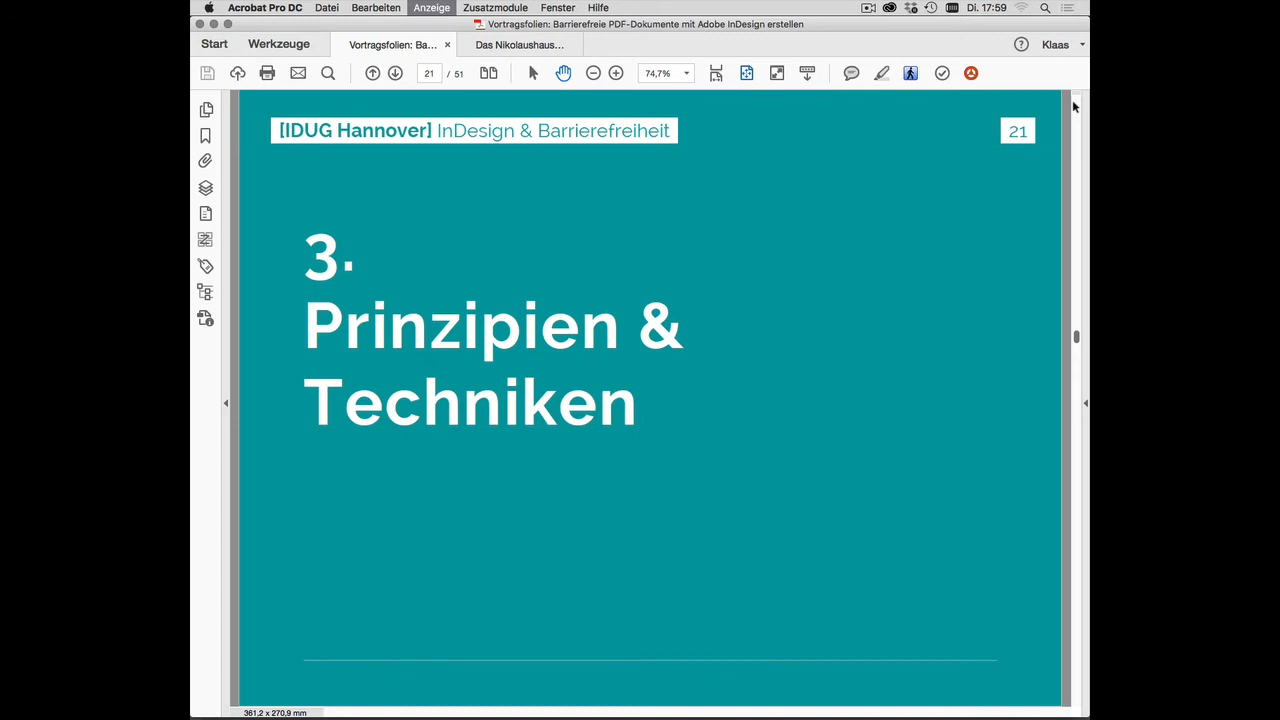 Acrobat Pro DC Datei Bearbeiten Anzeige Zusatzmodule Fenster Hilfe Di. 17:59
Vortragsfolien: Barrierefreie PDF-Dokumente mit Adobe InDesign erstellen
Start Werkzeuge Vortragsfolien: Ba... × Das Nikolaushaus... Klaas
21 / 51 74,7%
[IDUG Hannover] InDesign & Barrierefreiheit 21
3.
Prinzipien &
Techniken
361,2 x 270,9 mm